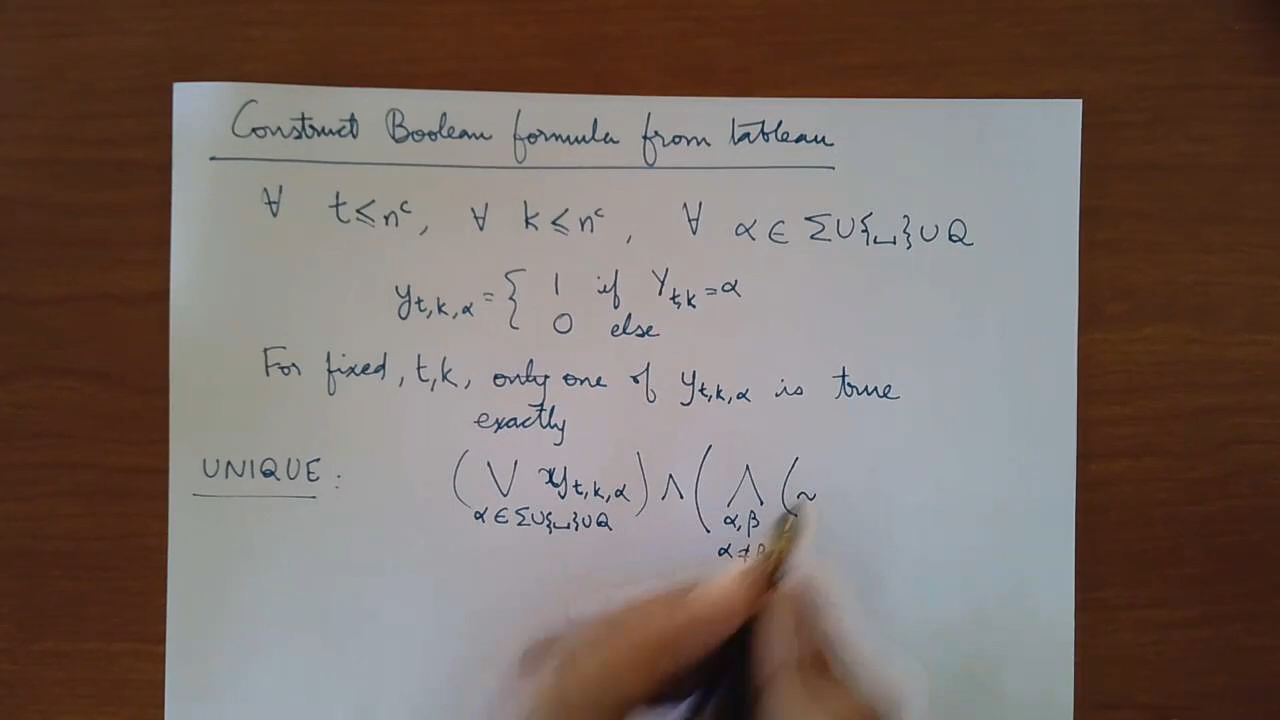 Construct Boolean formula from tableau
∀ t ≤ n^c, ∀ k ≤ n^c, ∀ α ∈ Σ∪{␣}∪Q
y_{t,k,α} = { 1 if Y_{t,k} = α
0 else
For fixed, t, k, only one of y_{t,k,α} is true
exactly
UNIQUE : ( ⋁ y_{t,k,α} ) ∧ ( ⋀ ( ~
α ∈ Σ∪{␣}∪Q α, β
α ≠ β